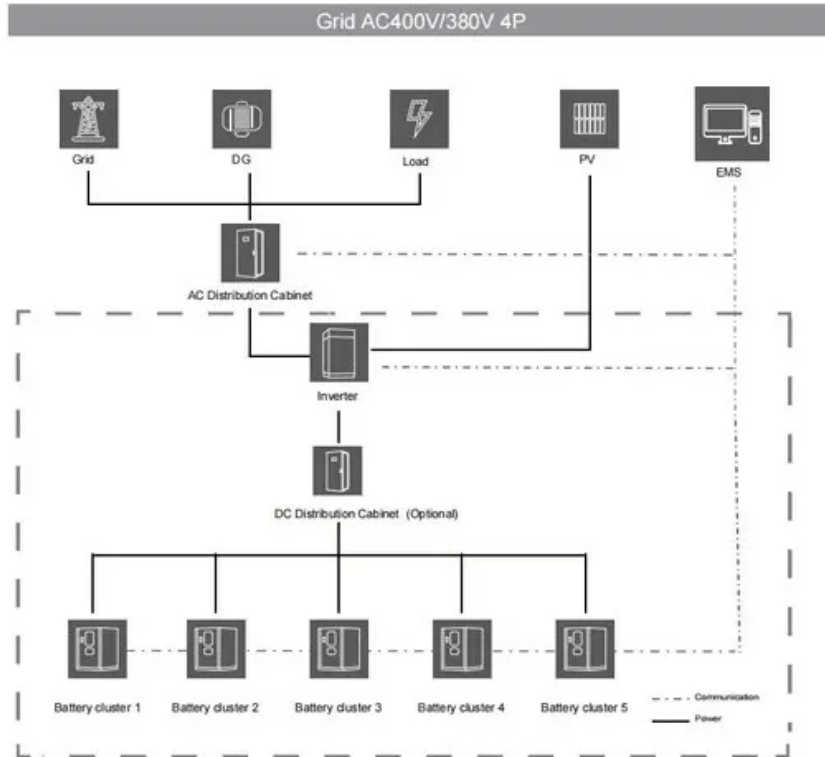 Grid AC400V/380V 4P
Grid
DG
Load
PV
EMS
AC Distribution Cabinet
Inverter
DC Distribution Cabinet (Optional)
Battery cluster 1
Battery cluster 2
Battery cluster 3
Battery cluster 4
Battery cluster 5
Communication
Power